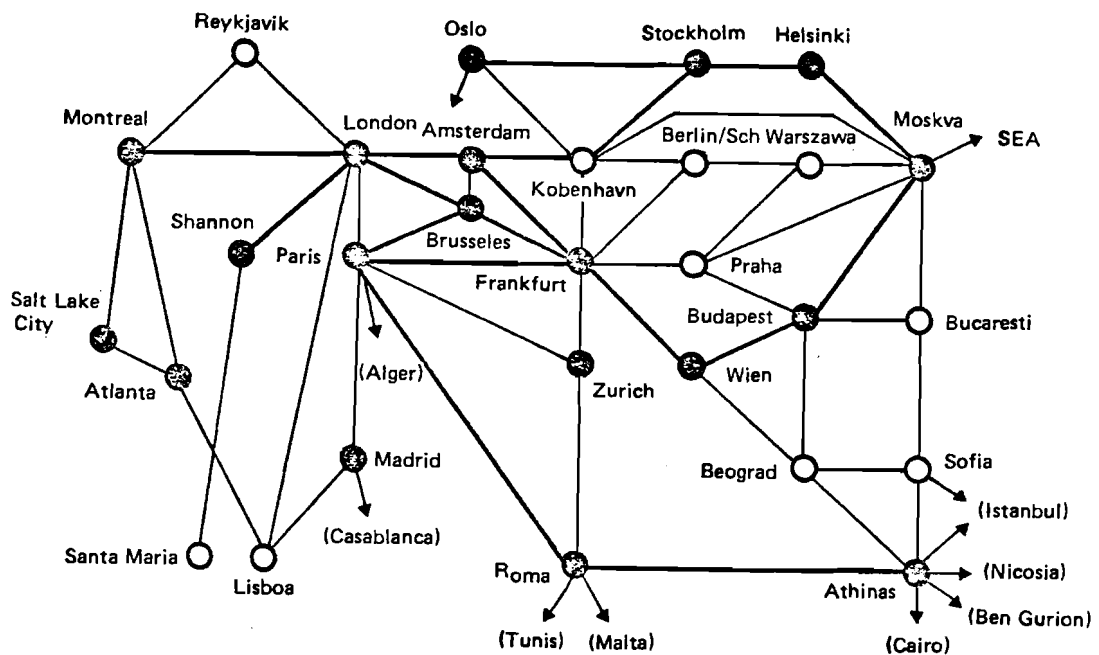 Reykjavik
Oslo
Stockholm
Helsinki
Montreal
London
Amsterdam
Berlin/Sch
Warszawa
Moskva
SEA
Kobenhavn
Shannon
Paris
Brusseles
Frankfurt
Praha
Salt Lake
City
Budapest
Bucaresti
(Alger)
Atlanta
Zurich
Wien
Madrid
Beograd
Sofia
(Istanbul)
(Casablanca)
Santa Maria
Lisboa
Roma
Athinas
(Nicosia)
(Ben Gurion)
(Tunis)
(Malta)
(Cairo)